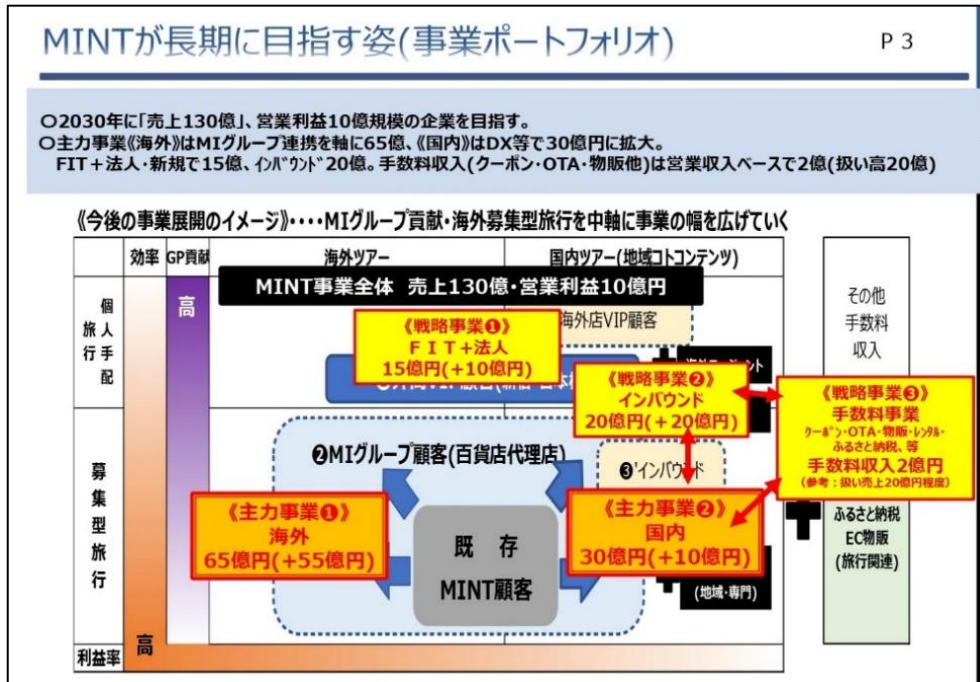 MINTが長期に目指す姿(事業ポートフォリオ)
P 3
○2030年に「売上130億」、営業利益10億規模の企業を目指す。
○主力事業《海外》はMIグループ連携を軸に65億、《国内》はDX等で30億円に拡大。
FIT+法人・新規で15億、インバウンド20億。手数料収入(クーポン・OTA・物販他)は営業収入ベースで2億(扱い高20億)
《今後の事業展開のイメージ》････MIグループ貢献・海外募集型旅行を中軸に事業の幅を広げていく
効率
GP貢献
海外ツアー
国内ツアー(地域コトコンテンツ)
個人旅行手配
高
MINT事業全体 売上130億・営業利益10億円
海外店VIP顧客
《戦略事業❶》
FIT+法人
15億円(+10億円)
《戦略事業❷》
インバウンド
20億円(+20億円)
その他
手数料
収入
《戦略事業❸》
手数料事業
クーポン・OTA・物販・レンタル・
ふるさと納税、等
手数料収入2億円
(参考：扱い売上20億円程度)
募集型旅行
❷MIグループ顧客(百貨店代理店)
❸'インバウンド
《主力事業❶》
海外
65億円(+55億円)
既 存
MINT顧客
《主力事業❷》
国内
30億円(+10億円)
(地域・専門)
ふるさと納税
EC物販
(旅行関連)
利益率
高